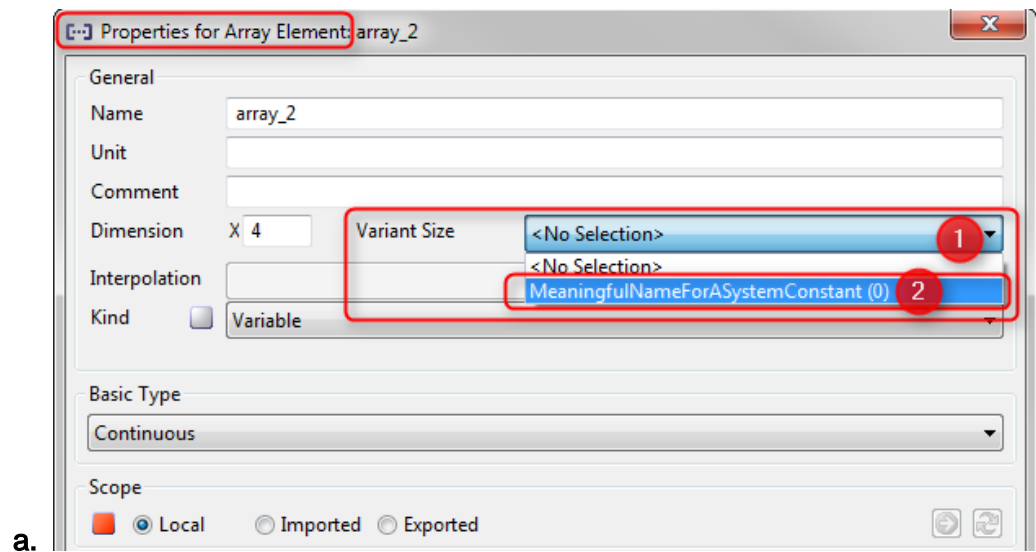 Properties for Array Element: array_2
x
General
Name array_2
Unit
Comment
Dimension X 4 Variant Size <No Selection> 1
<No Selection>
Interpolation
MeaningfulNameForASystemConstant (0) 2
Kind Variable
Basic Type
Continuous
Scope
a. Local Imported Exported